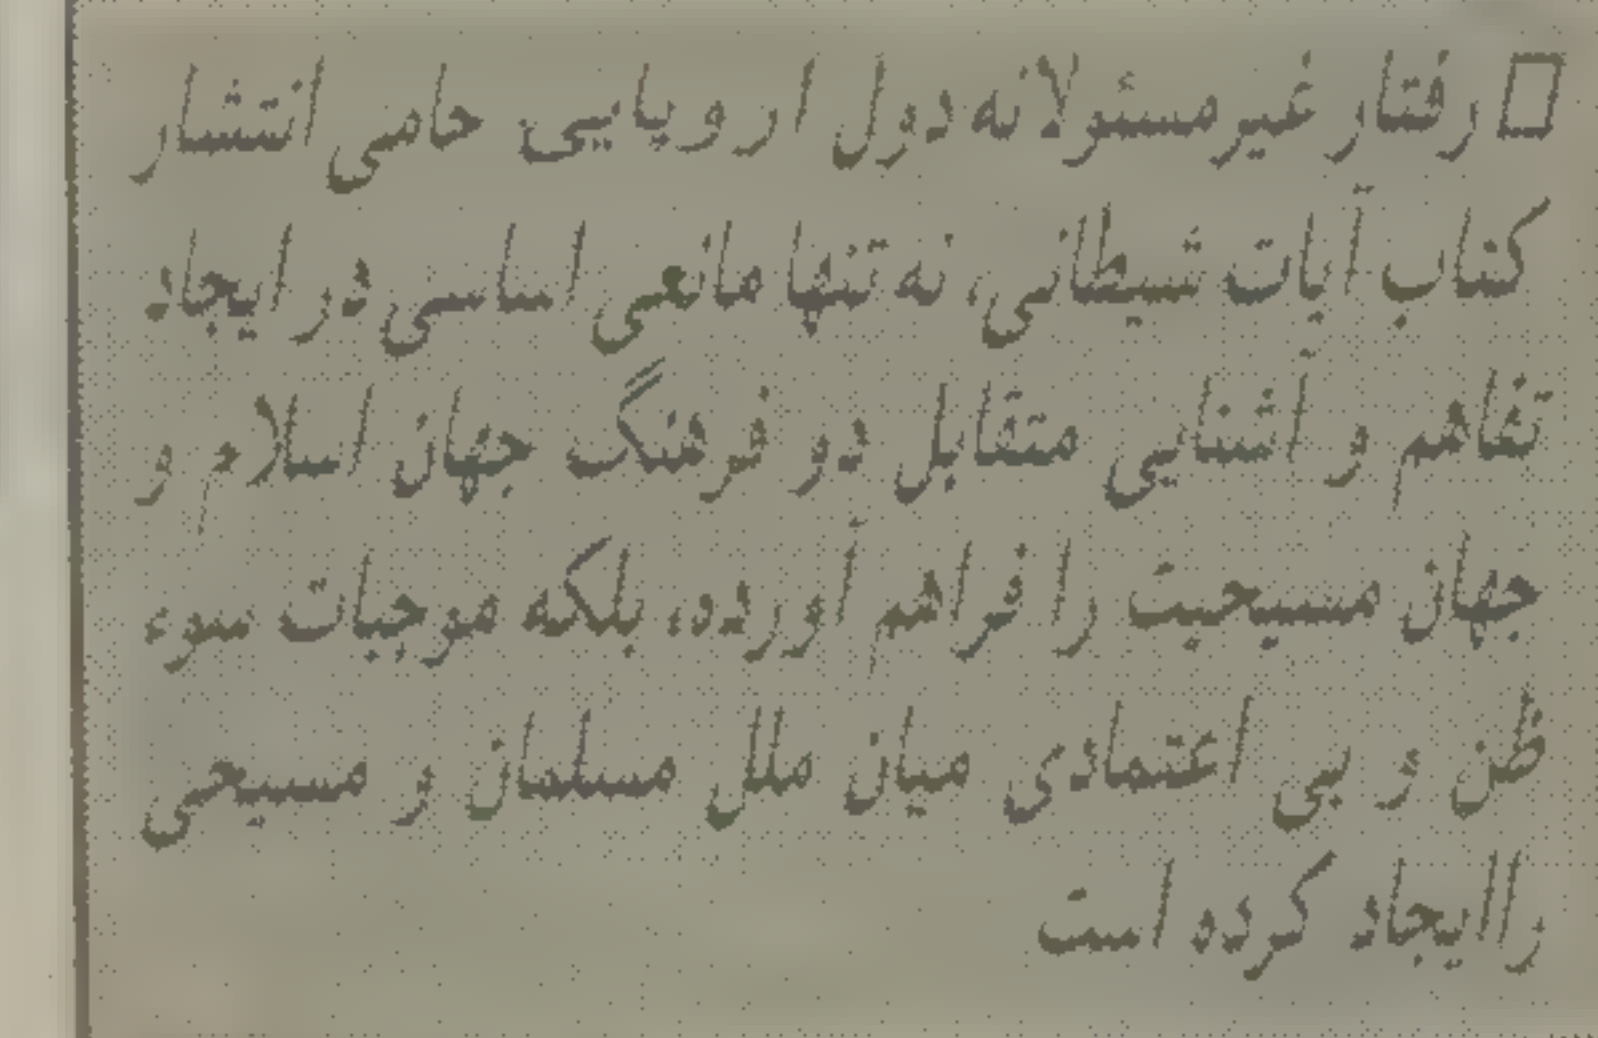 □ رفتار غیرمسئولانه دول اروپایی حامی انتشار
کتاب آیات شیطانی، نه تنها مانعی اساسی در ایجاد
تفاهم و آشنایی متقابل دو فرهنگ جهان اسلام و
جهان مسیحیت را فراهم آورده، بلکه موجبات سوء
ظن و بی اعتمادی میان ملل مسلمان و مسیحی
را ایجاد کرده است